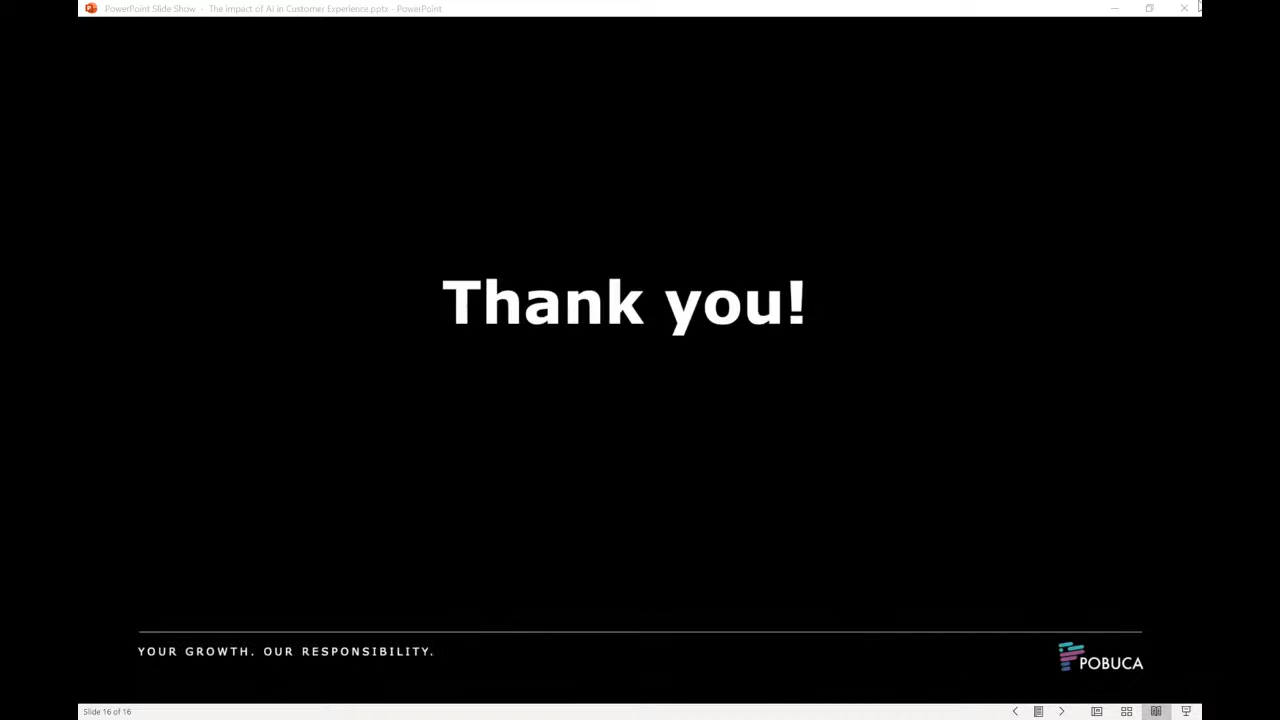 PowerPoint Slide Show - The impact of AI in Customer Experience.pptx - PowerPoint
Thank you!
YOUR GROWTH. OUR RESPONSIBILITY.
POBUCA
Slide 16 of 16